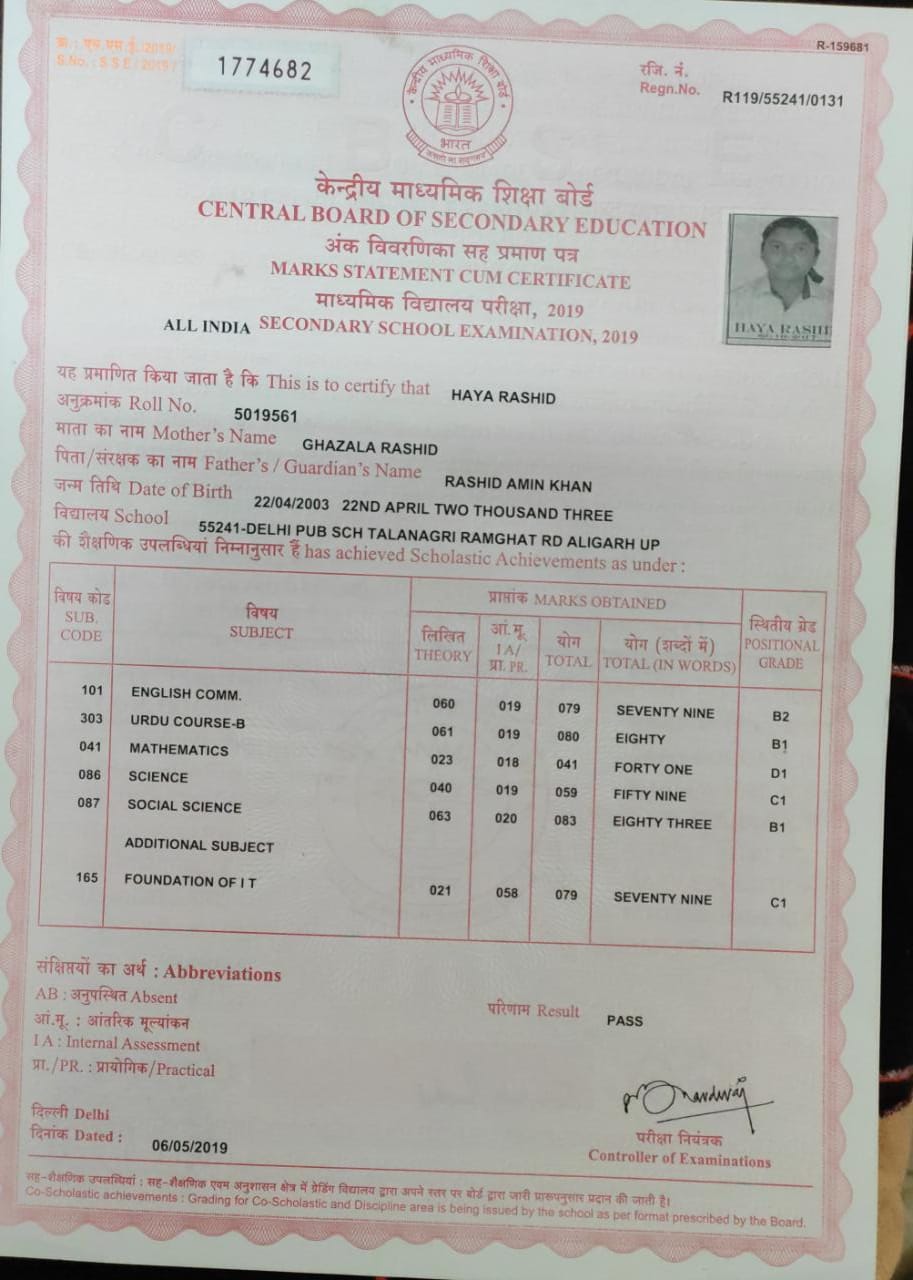 R-159681
क्र.: एस.एस.ई./2019/
S.No.: S S E / 2019 /
1774682
रजि. नं.
Regn.No.
R119/55241/0131
केन्द्रीय माध्यमिक शिक्षा बोर्ड
भारत
असतो मा सद्गमय
केन्द्रीय माध्यमिक शिक्षा बोर्ड
CENTRAL BOARD OF SECONDARY EDUCATION
अंक विवरणिका सह प्रमाण पत्र
MARKS STATEMENT CUM CERTIFICATE
माध्यमिक विद्यालय परीक्षा, 2019
ALL INDIA SECONDARY SCHOOL EXAMINATION, 2019
HAYA RASHI
यह प्रमाणित किया जाता है कि This is to certify that HAYA RASHID
अनुक्रमांक Roll No. 5019561
माता का नाम Mother's Name GHAZALA RASHID
पिता/संरक्षक का नाम Father's / Guardian's Name RASHID AMIN KHAN
जन्म तिथि Date of Birth 22/04/2003 22ND APRIL TWO THOUSAND THREE
विद्यालय School 55241-DELHI PUB SCH TALANAGRI RAMGHAT RD ALIGARH UP
की शैक्षणिक उपलब्धियां निम्नानुसार हैं has achieved Scholastic Achievements as under :
विषय कोड
SUB.
CODE
विषय
SUBJECT
प्राप्तांक MARKS OBTAINED
लिखित
THEORY
आं.मू.
I A/
प्रा. PR.
योग
TOTAL
योग (शब्दों में)
TOTAL (IN WORDS)
स्थितीय ग्रेड
POSITIONAL
GRADE
101 ENGLISH COMM. 060 019 079 SEVENTY NINE B2
303 URDU COURSE-B 061 019 080 EIGHTY B1
041 MATHEMATICS 023 018 041 FORTY ONE D1
086 SCIENCE 040 019 059 FIFTY NINE C1
087 SOCIAL SCIENCE 063 020 083 EIGHTY THREE B1
ADDITIONAL SUBJECT
165 FOUNDATION OF I T 021 058 079 SEVENTY NINE C1
संक्षिप्तियों का अर्थ : Abbreviations
AB : अनुपस्थित Absent
आं.मू. : आंतरिक मूल्यांकन
I A : Internal Assessment
प्रा./PR. : प्रायोगिक/Practical
परिणाम Result PASS
दिल्ली Delhi
दिनांक Dated : 06/05/2019
परीक्षा नियंत्रक
Controller of Examinations
सह-शैक्षणिक उपलब्धियां : सह-शैक्षणिक एवम अनुशासन क्षेत्र में ग्रेडिंग विद्यालय द्वारा अपने स्तर पर बोर्ड द्वारा जारी प्रारूपनुसार प्रदान की जाती है।
Co-Scholastic achievements : Grading for Co-Scholastic and Discipline area is being issued by the school as per format prescribed by the Board.